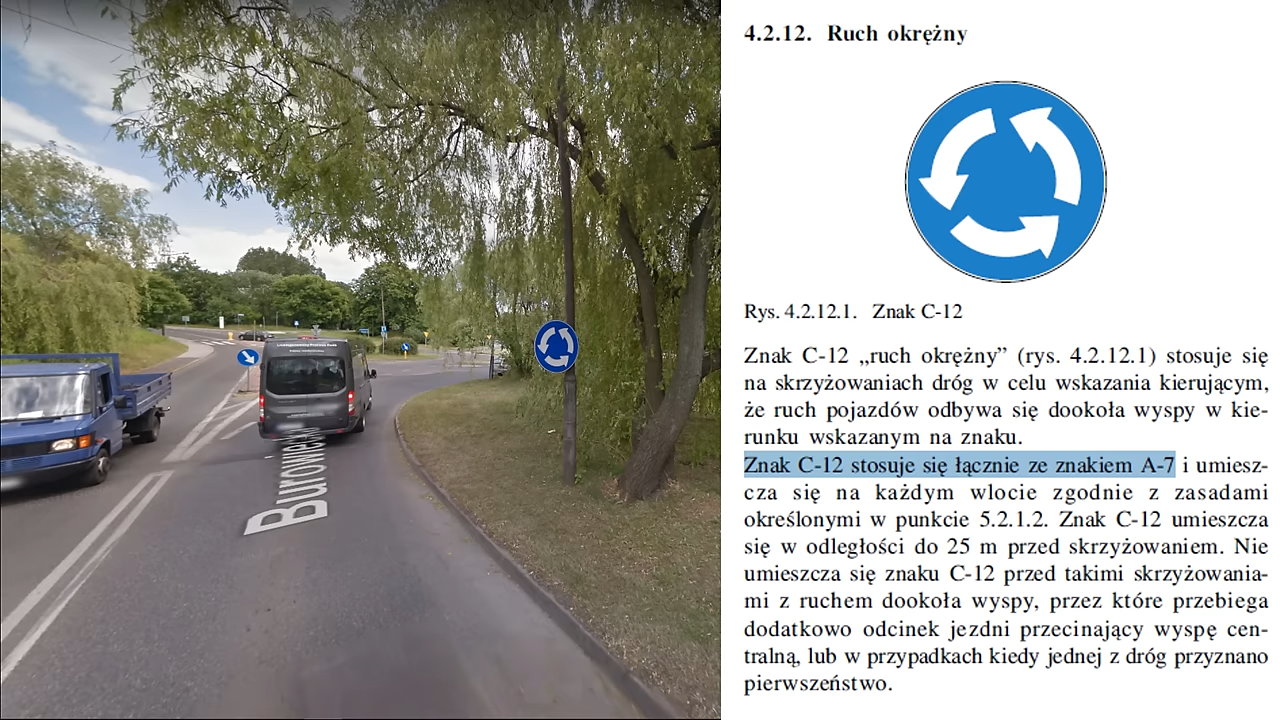 Burowiec
4.2.12. Ruch okrężny
Rys. 4.2.12.1. Znak C-12
Znak C-12 „ruch okrężny” (rys. 4.2.12.1) stosuje się
na skrzyżowaniach dróg w celu wskazania kierującym,
że ruch pojazdów odbywa się dookoła wyspy w kie-
runku wskazanym na znaku.
Znak C-12 stosuje się łącznie ze znakiem A-7 i umiesz-
cza się na każdym wlocie zgodnie z zasadami
określonymi w punkcie 5.2.1.2. Znak C-12 umieszcza
się w odległości do 25 m przed skrzyżowaniem. Nie
umieszcza się znaku C-12 przed takimi skrzyżowania-
mi z ruchem dookoła wyspy, przez które przebiega
dodatkowo odcinek jezdni przecinający wyspę cen-
tralną, lub w przypadkach kiedy jednej z dróg przyznano
pierwszeństwo.